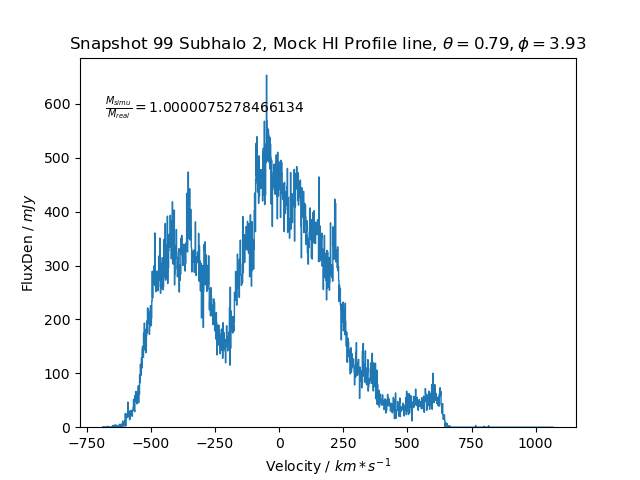 Snapshot 99 Subhalo 2, Mock HI Profile line, θ = 0.79, ϕ = 3.93
M_simu/M_real = 1.0000075278466134
FluxDen / mJy
600
500
400
300
200
100
0
−750 −500 −250 0 250 500 750 1000
Velocity / km * s⁻¹